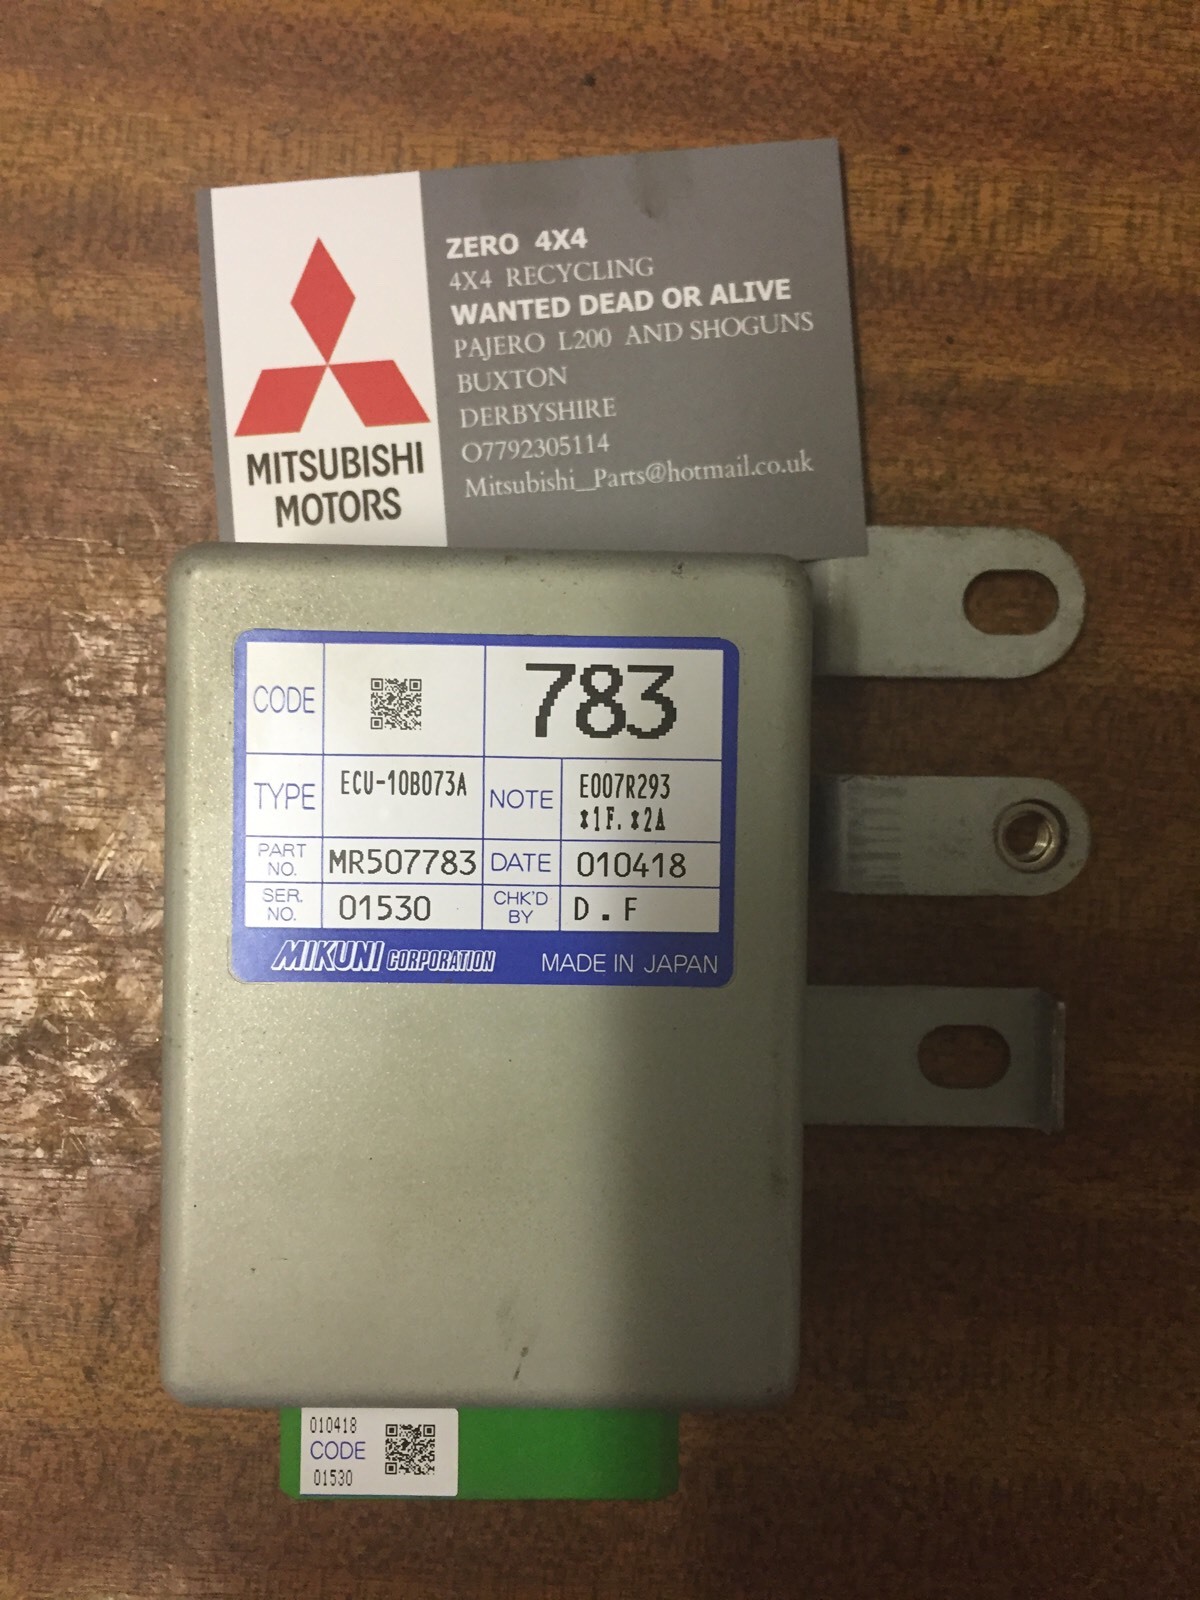 ZERO 4X4
4X4 RECYCLING
WANTED DEAD OR ALIVE
PAJERO L200 AND SHOGUNS
BUXTON
DERBYSHIRE
O7792305114
Mitsubishi_Parts@hotmail.co.uk
MITSUBISHI
MOTORS
CODE 783
TYPE ECU-10B073A NOTE E007R293
*1F. *2A
PART NO. MR507783 DATE 010418
SER. NO. 01530 CHK'D BY D.F
MIKUNI CORPORATION MADE IN JAPAN
010418
CODE
01530